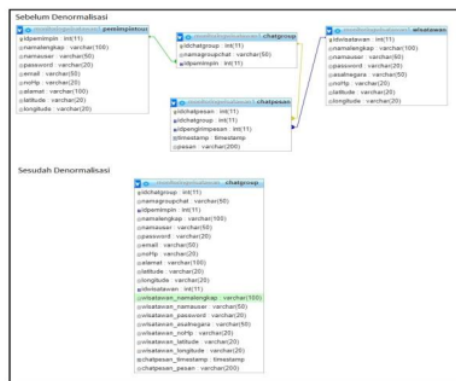 Sebelum Denormalisasi
pemimpintour
idpemimpin : int(11)
namalengkap : varchar(100)
namauser : varchar(50)
password : varchar(20)
email : varchar(50)
noHp : varchar(20)
alamat : varchar(100)
latitude : varchar(20)
longitude : varchar(20)
chatgroup
idchatgroup : int(11)
namagroupchat : varchar(50)
idpemimpin : int(11)
wisatawan
idwisatawan : int(11)
namalengkap : varchar(100)
namauser : varchar(50)
password : varchar(20)
asalnegara : varchar(50)
noHp : varchar(20)
latitude : varchar(20)
longitude : varchar(20)
chatpesan
idchatpesan : int(11)
idchatgroup : int(11)
idpengirimpesan : int(11)
timestamp : timestamp
pesan : varchar(200)
Sesudah Denormalisasi
chatgroup
idchatgroup : int(11)
namagroupchat : varchar(50)
idpemimpin : int(11)
namalengkap : varchar(100)
namauser : varchar(50)
password : varchar(20)
email : varchar(50)
noHp : varchar(20)
alamat : varchar(100)
latitude : varchar(20)
longitude : varchar(20)
idwisatawan : int(11)
wisatawan_namalengkap : varchar(100)
wisatawan_namauser : varchar(50)
wisatawan_password : varchar(20)
wisatawan_asalnegara : varchar(50)
wisatawan_noHp : varchar(20)
wisatawan_latitude : varchar(20)
wisatawan_longitude : varchar(20)
chatpesan_timestamp : timestamp
chatpesan_pesan : varchar(200)